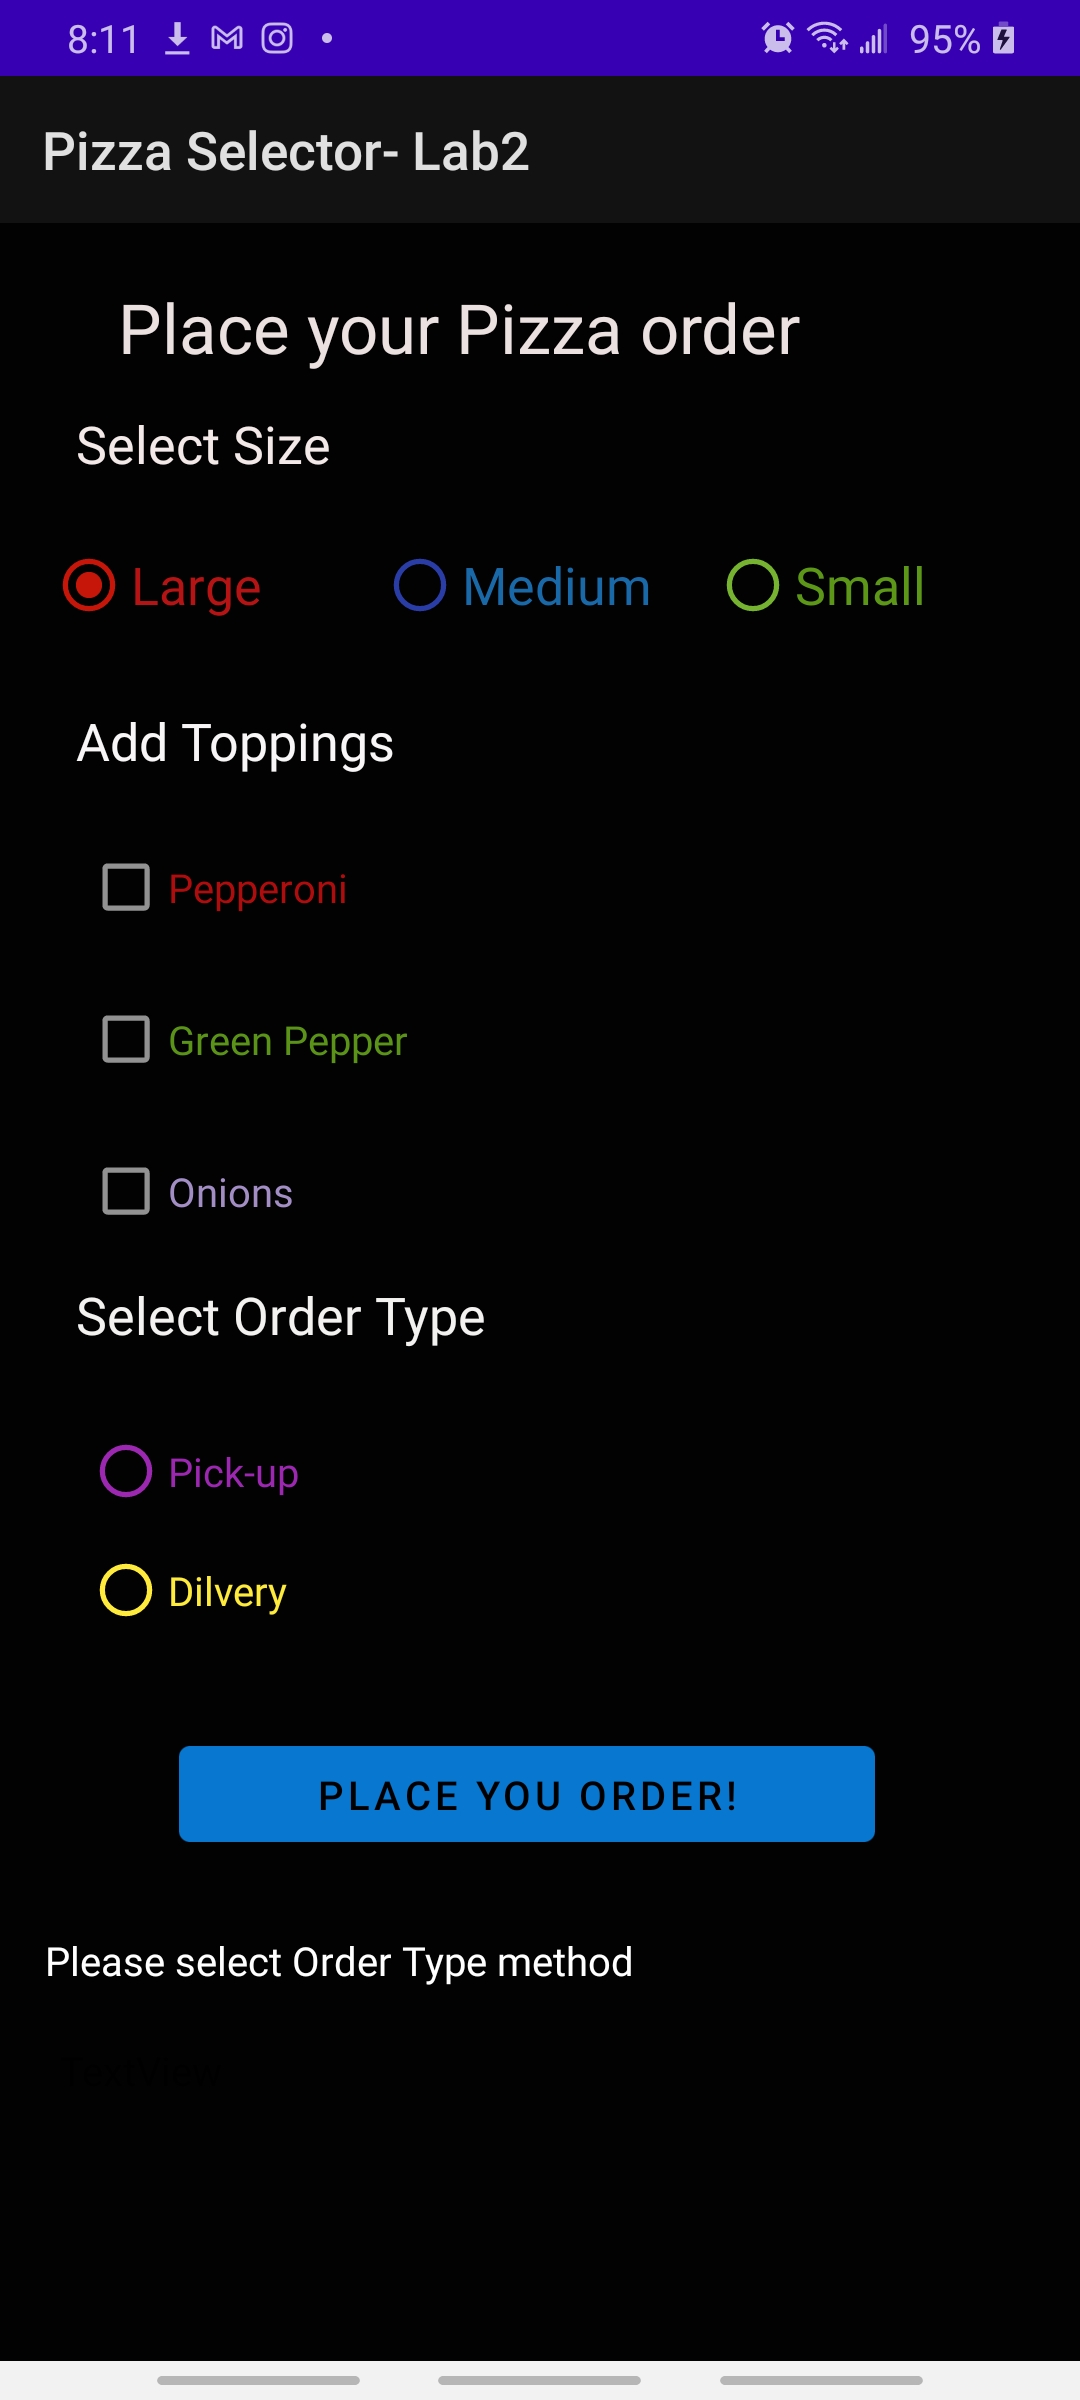 8:11 95%
Pizza Selector- Lab2
Place your Pizza order
Select Size
Large Medium Small
Add Toppings
Pepperoni
Green Pepper
Onions
Select Order Type
Pick-up
Dilvery
PLACE YOU ORDER!
Please select Order Type method
TextView